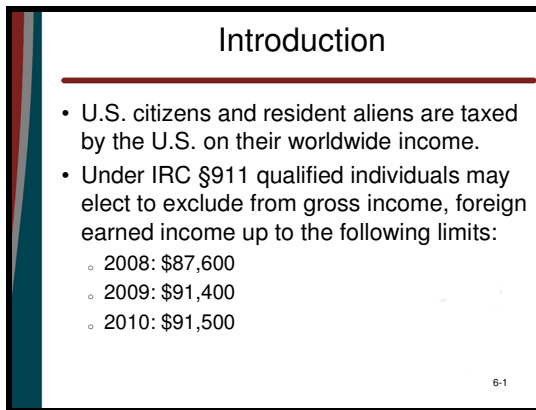 Introduction
• U.S. citizens and resident aliens are taxed
by the U.S. on their worldwide income.
• Under IRC §911 qualified individuals may
elect to exclude from gross income, foreign
earned income up to the following limits:
◦ 2008: $87,600
◦ 2009: $91,400
◦ 2010: $91,500
6-1